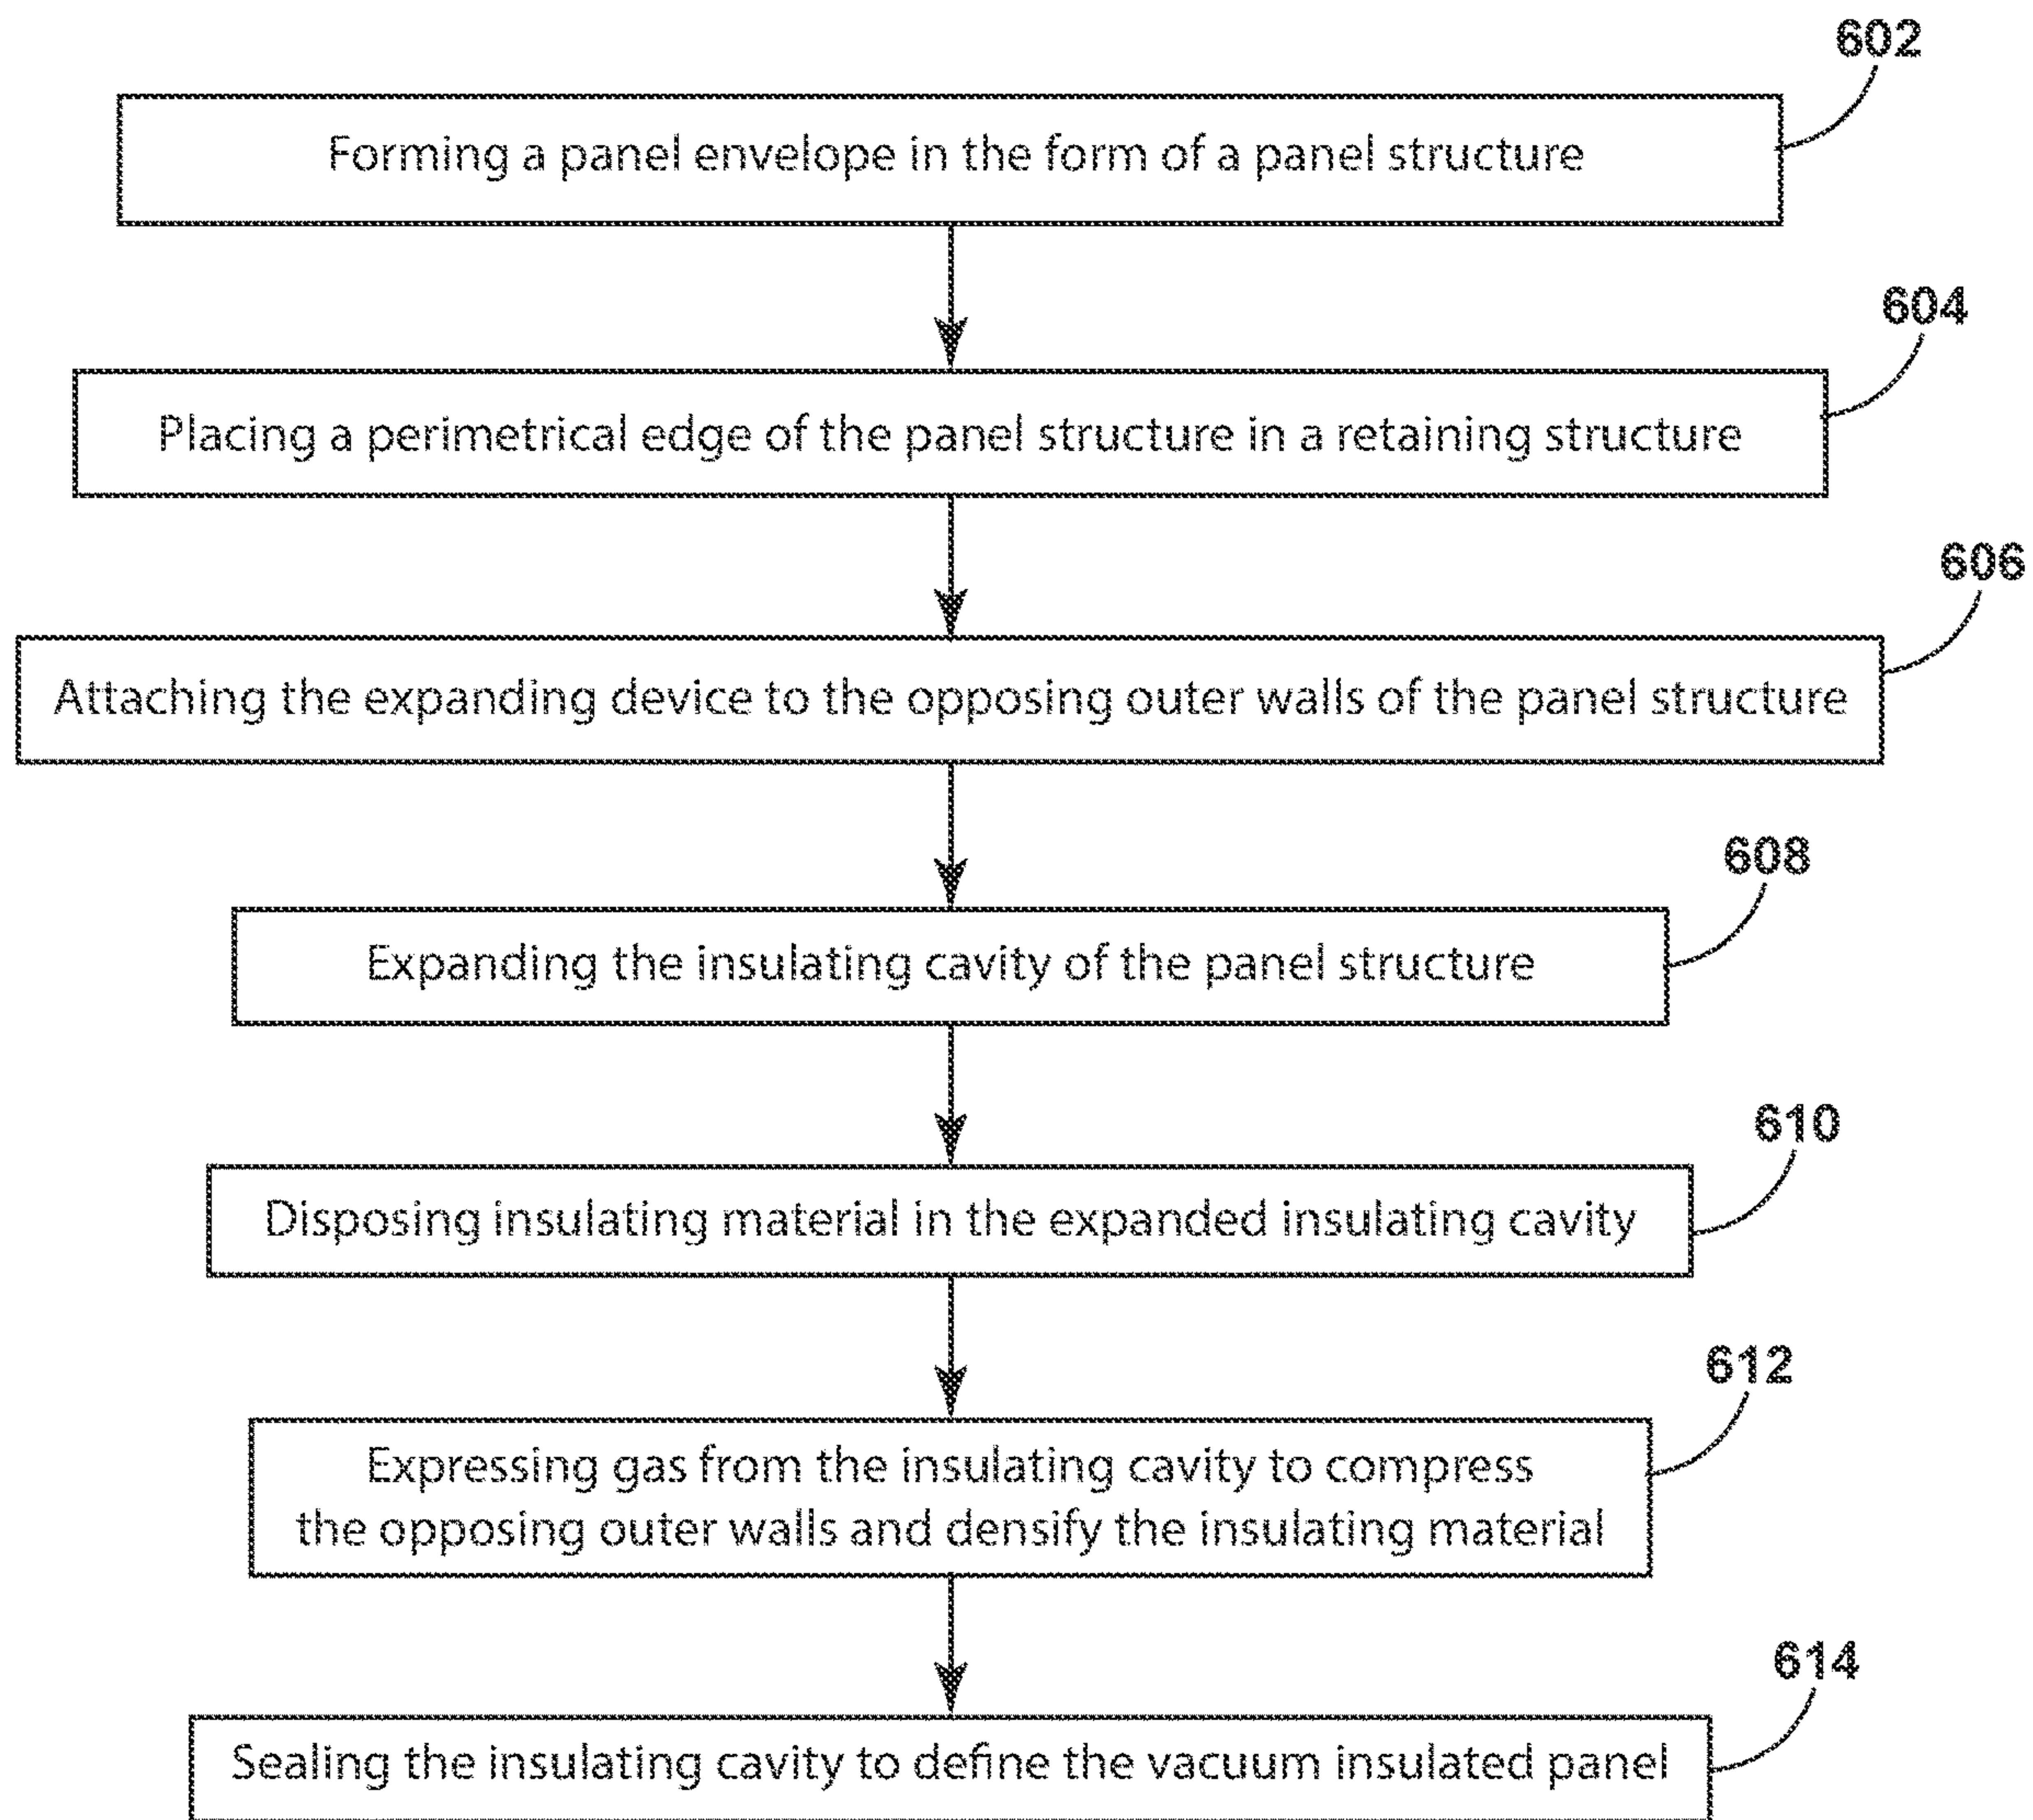 602
Forming a panel envelope in the form of a panel structure
604
Placing a perimetrical edge of the panel structure in a retaining structure
606
Attaching the expanding device to the opposing outer walls of the panel structure
608
Expanding the insulating cavity of the panel structure
610
Disposing insulating material in the expanded insulating cavity
612
Expressing gas from the insulating cavity to compress
the opposing outer walls and densify the insulating material
614
Sealing the insulating cavity to define the vacuum insulated panel